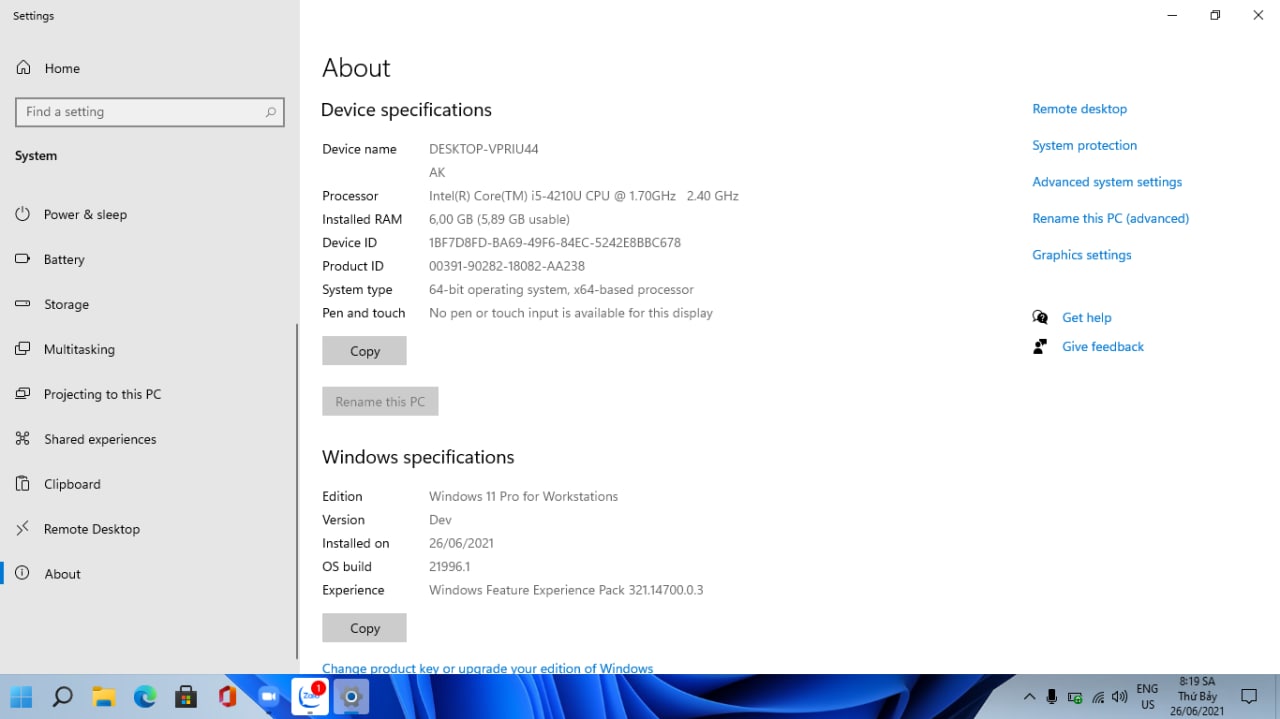 Settings
Home
Find a setting
System
Power & sleep
Battery
Storage
Multitasking
Projecting to this PC
Shared experiences
Clipboard
Remote Desktop
About
About
Device specifications
Device name DESKTOP-VPRIU44
AK
Processor Intel(R) Core(TM) i5-4210U CPU @ 1.70GHz 2.40 GHz
Installed RAM 6,00 GB (5,89 GB usable)
Device ID 1BF7D8FD-BA69-49F6-84EC-5242E8BBC678
Product ID 00391-90282-18082-AA238
System type 64-bit operating system, x64-based processor
Pen and touch No pen or touch input is available for this display
Copy
Rename this PC
Windows specifications
Edition Windows 11 Pro for Workstations
Version Dev
Installed on 26/06/2021
OS build 21996.1
Experience Windows Feature Experience Pack 321.14700.0.3
Copy
Change product key or upgrade your edition of Windows
Remote desktop
System protection
Advanced system settings
Rename this PC (advanced)
Graphics settings
Get help
Give feedback
Zalo
1
ENG
US
8:19 SA
Thứ Bảy
26/06/2021